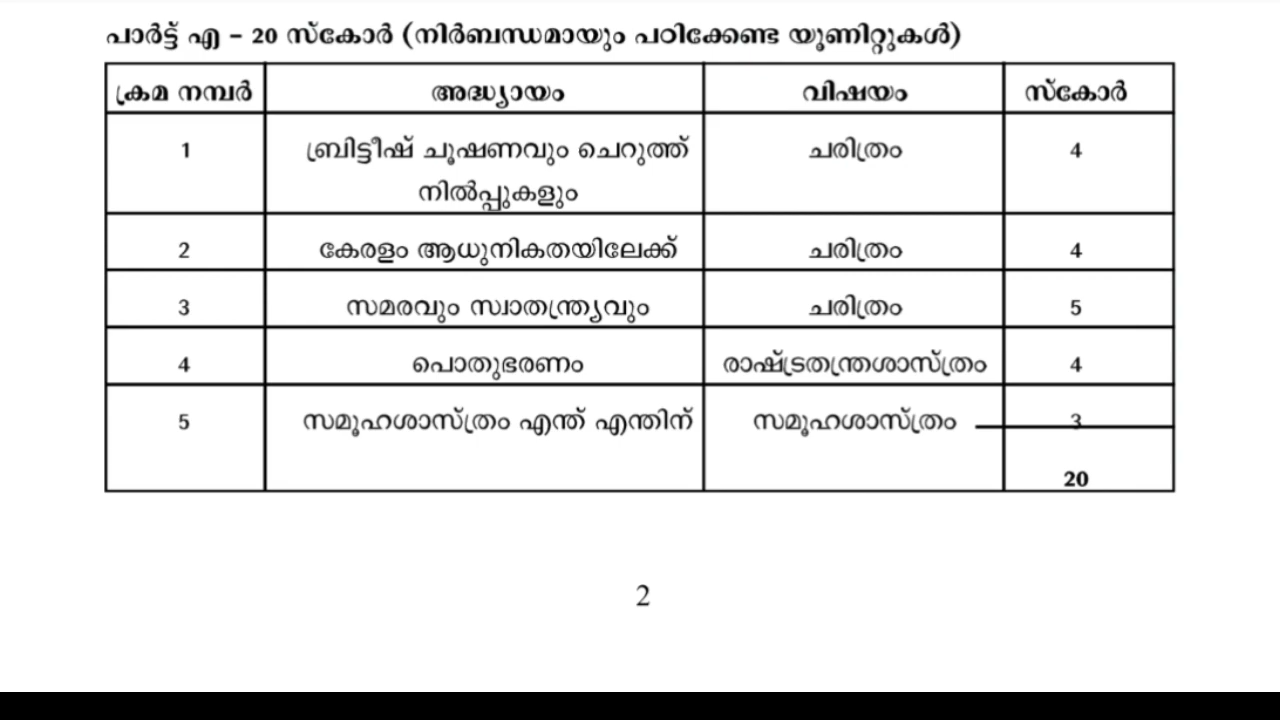 പാർട്ട് എ – 20 സ്കോർ (നിർബന്ധമായും പഠിക്കേണ്ട യൂണിറ്റുകൾ)
ക്രമ നമ്പർ അദ്ധ്യായം വിഷയം സ്കോർ
1 ബ്രിട്ടീഷ് ചൂഷണവും ചെറുത്ത് ചരിത്രം 4
നിൽപ്പുകളും
2 കേരളം ആധുനികതയിലേക്ക് ചരിത്രം 4
3 സമരവും സ്വാതന്ത്ര്യവും ചരിത്രം 5
4 പൊതുഭരണം രാഷ്ട്രതന്ത്രശാസ്ത്രം 4
5 സമൂഹശാസ്ത്രം എന്ത് എന്തിന് സമൂഹശാസ്ത്രം 3
20
2